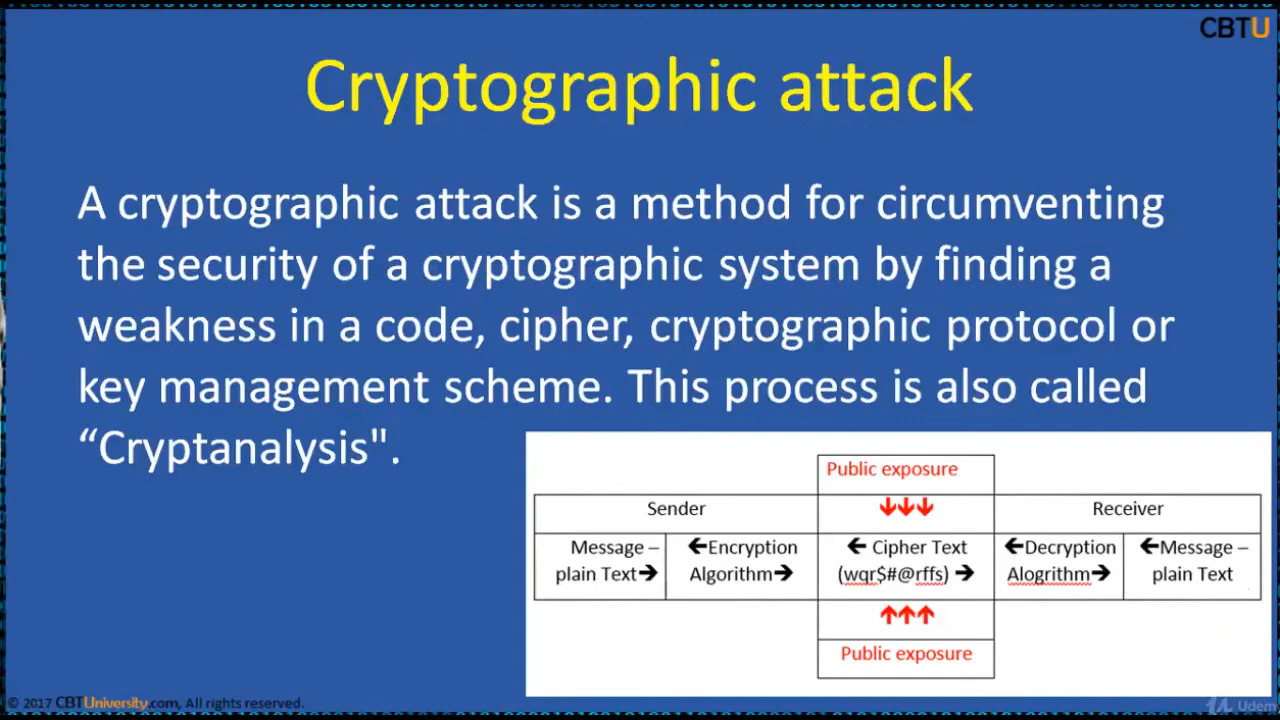 CBTU
Cryptographic attack
A cryptographic attack is a method for circumventing
the security of a cryptographic system by finding a
weakness in a code, cipher, cryptographic protocol or
key management scheme. This process is also called
“Cryptanalysis".
Public exposure
Sender
↓↓↓
Receiver
Message –
plain Text→
←Encryption
Algorithm→
← Cipher Text
(wqr$#@rffs) →
←Decryption
Alogrithm→
←Message –
plain Text
↑↑↑
Public exposure
© 2017 CBTUniversity.com, All rights reserved.